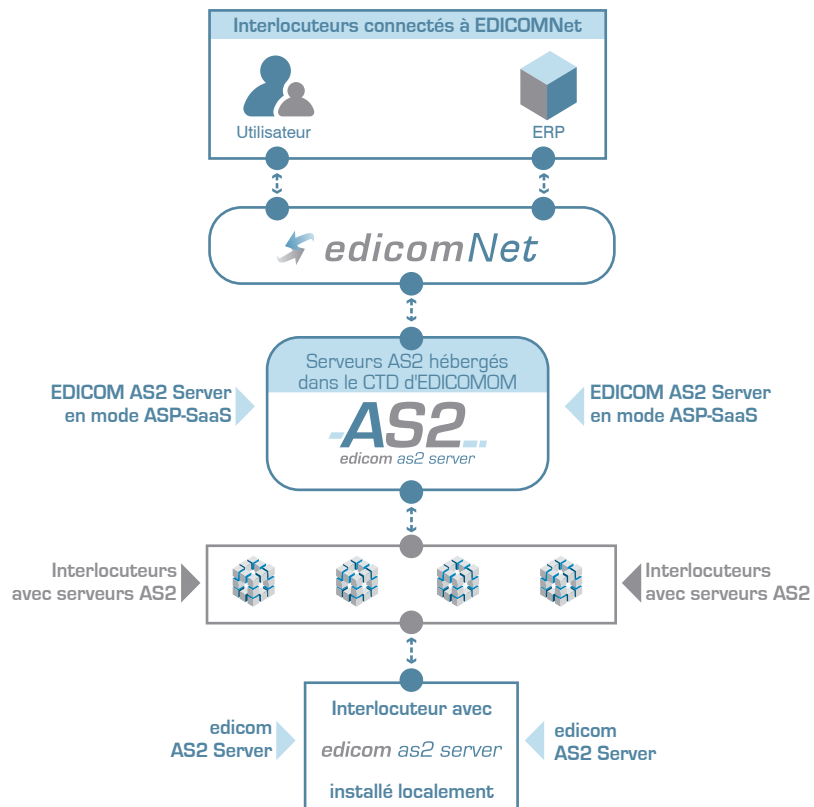 Interlocuteurs connectés à EDICOMNet
Utilisateur
ERP
edicomNet
Serveurs AS2 hébergés
dans le CTD d'EDICOMOM
EDICOM AS2 Server
en mode ASP-SaaS
AS2
edicom as2 server
EDICOM AS2 Server
en mode ASP-SaaS
Interlocuteurs
avec serveurs AS2
Interlocuteurs
avec serveurs AS2
edicom
AS2 Server
Interlocuteur avec
edicom as2 server
installé localement
edicom
AS2 Server